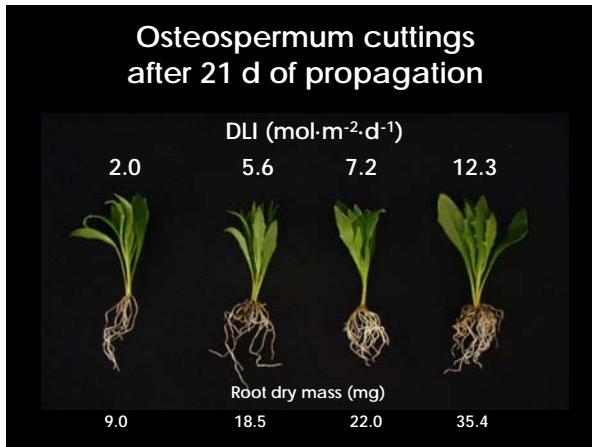 Osteospermum cuttings
after 21 d of propagation
DLI (mol·m⁻²·d⁻¹)
2.0 5.6 7.2 12.3
Root dry mass (mg)
9.0 18.5 22.0 35.4